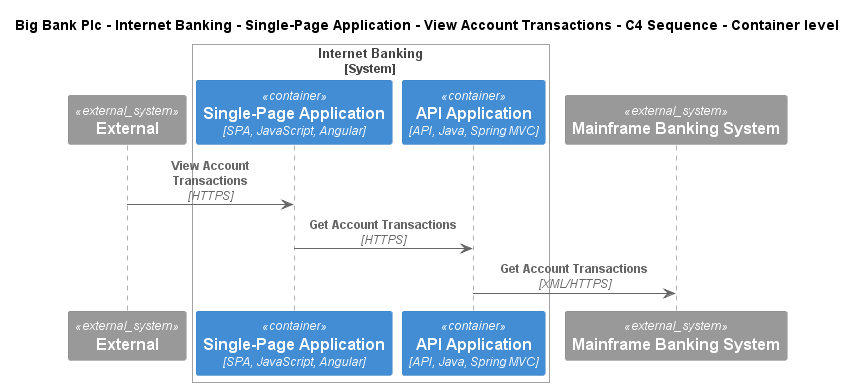 Big Bank Plc - Internet Banking - Single-Page Application - View Account Transactions - C4 Sequence - Container level
Internet Banking
[System]
«external_system»
External
«container»
Single-Page Application
[SPA, JavaScript, Angular]
«container»
API Application
[API, Java, Spring MVC]
«external_system»
Mainframe Banking System
View Account
Transactions
[HTTPS]
Get Account Transactions
[HTTPS]
Get Account Transactions
[XML/HTTPS]
«external_system»
External
«container»
Single-Page Application
[SPA, JavaScript, Angular]
«container»
API Application
[API, Java, Spring MVC]
«external_system»
Mainframe Banking System